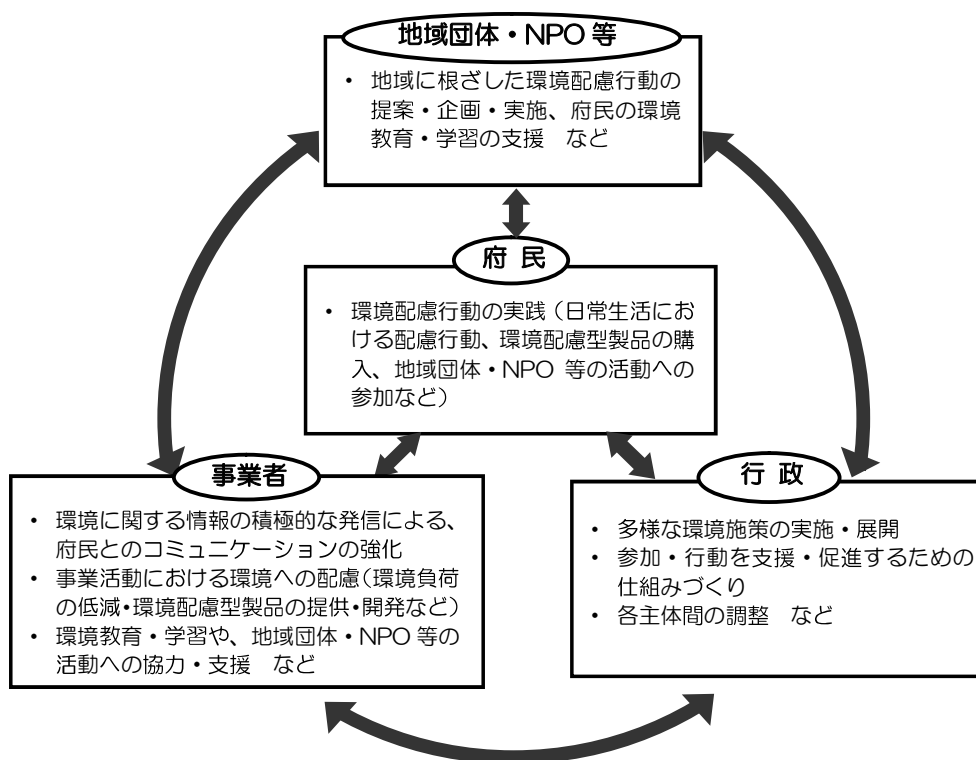 地域団体・NPO 等
・ 地域に根ざした環境配慮行動の
提案・企画・実施、府民の環境
教育・学習の支援　など
府 民
・ 環境配慮行動の実践（日常生活にお
ける配慮行動、環境配慮型製品の購
入、地域団体・NPO 等の活動への
参加など）
事業者
・ 環境に関する情報の積極的な発信による、
府民とのコミュニケーションの強化
・ 事業活動における環境への配慮（環境負荷
の低減・環境配慮型製品の提供・開発など）
・ 環境教育・学習や、地域団体・NPO 等の
活動への協力・支援　など
行 政
・ 多様な環境施策の実施・展開
・ 参加・行動を支援・促進するための
仕組みづくり
・ 各主体間の調整　など